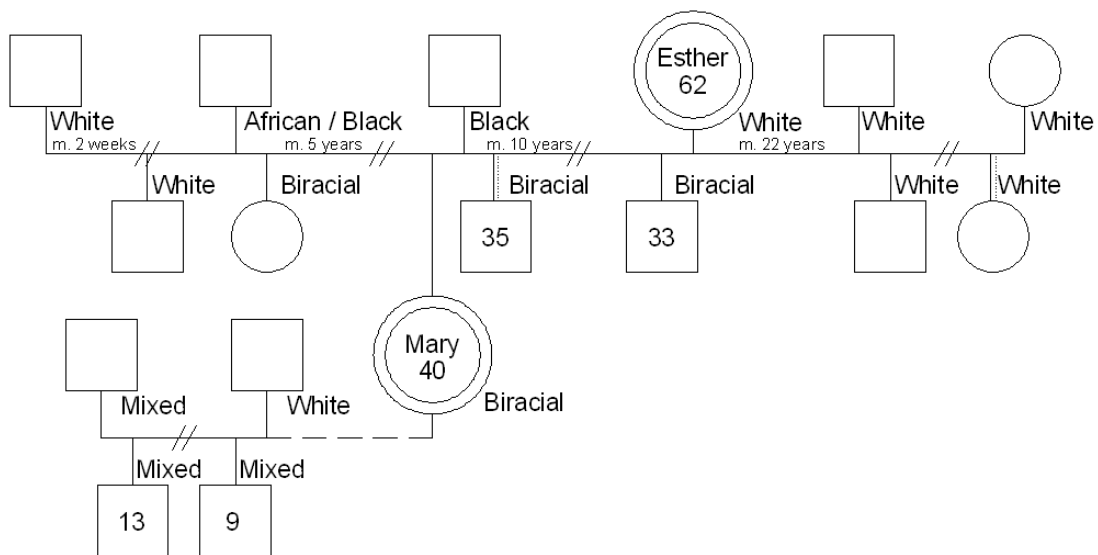 Esther
62
White
African / Black
Black
White
White
White
m. 2 weeks
m. 5 years
m. 10 years
m. 22 years
White
Biracial
Biracial
Biracial
White
White
35
33
Mary
40
Mixed
White
Biracial
Mixed
Mixed
13
9